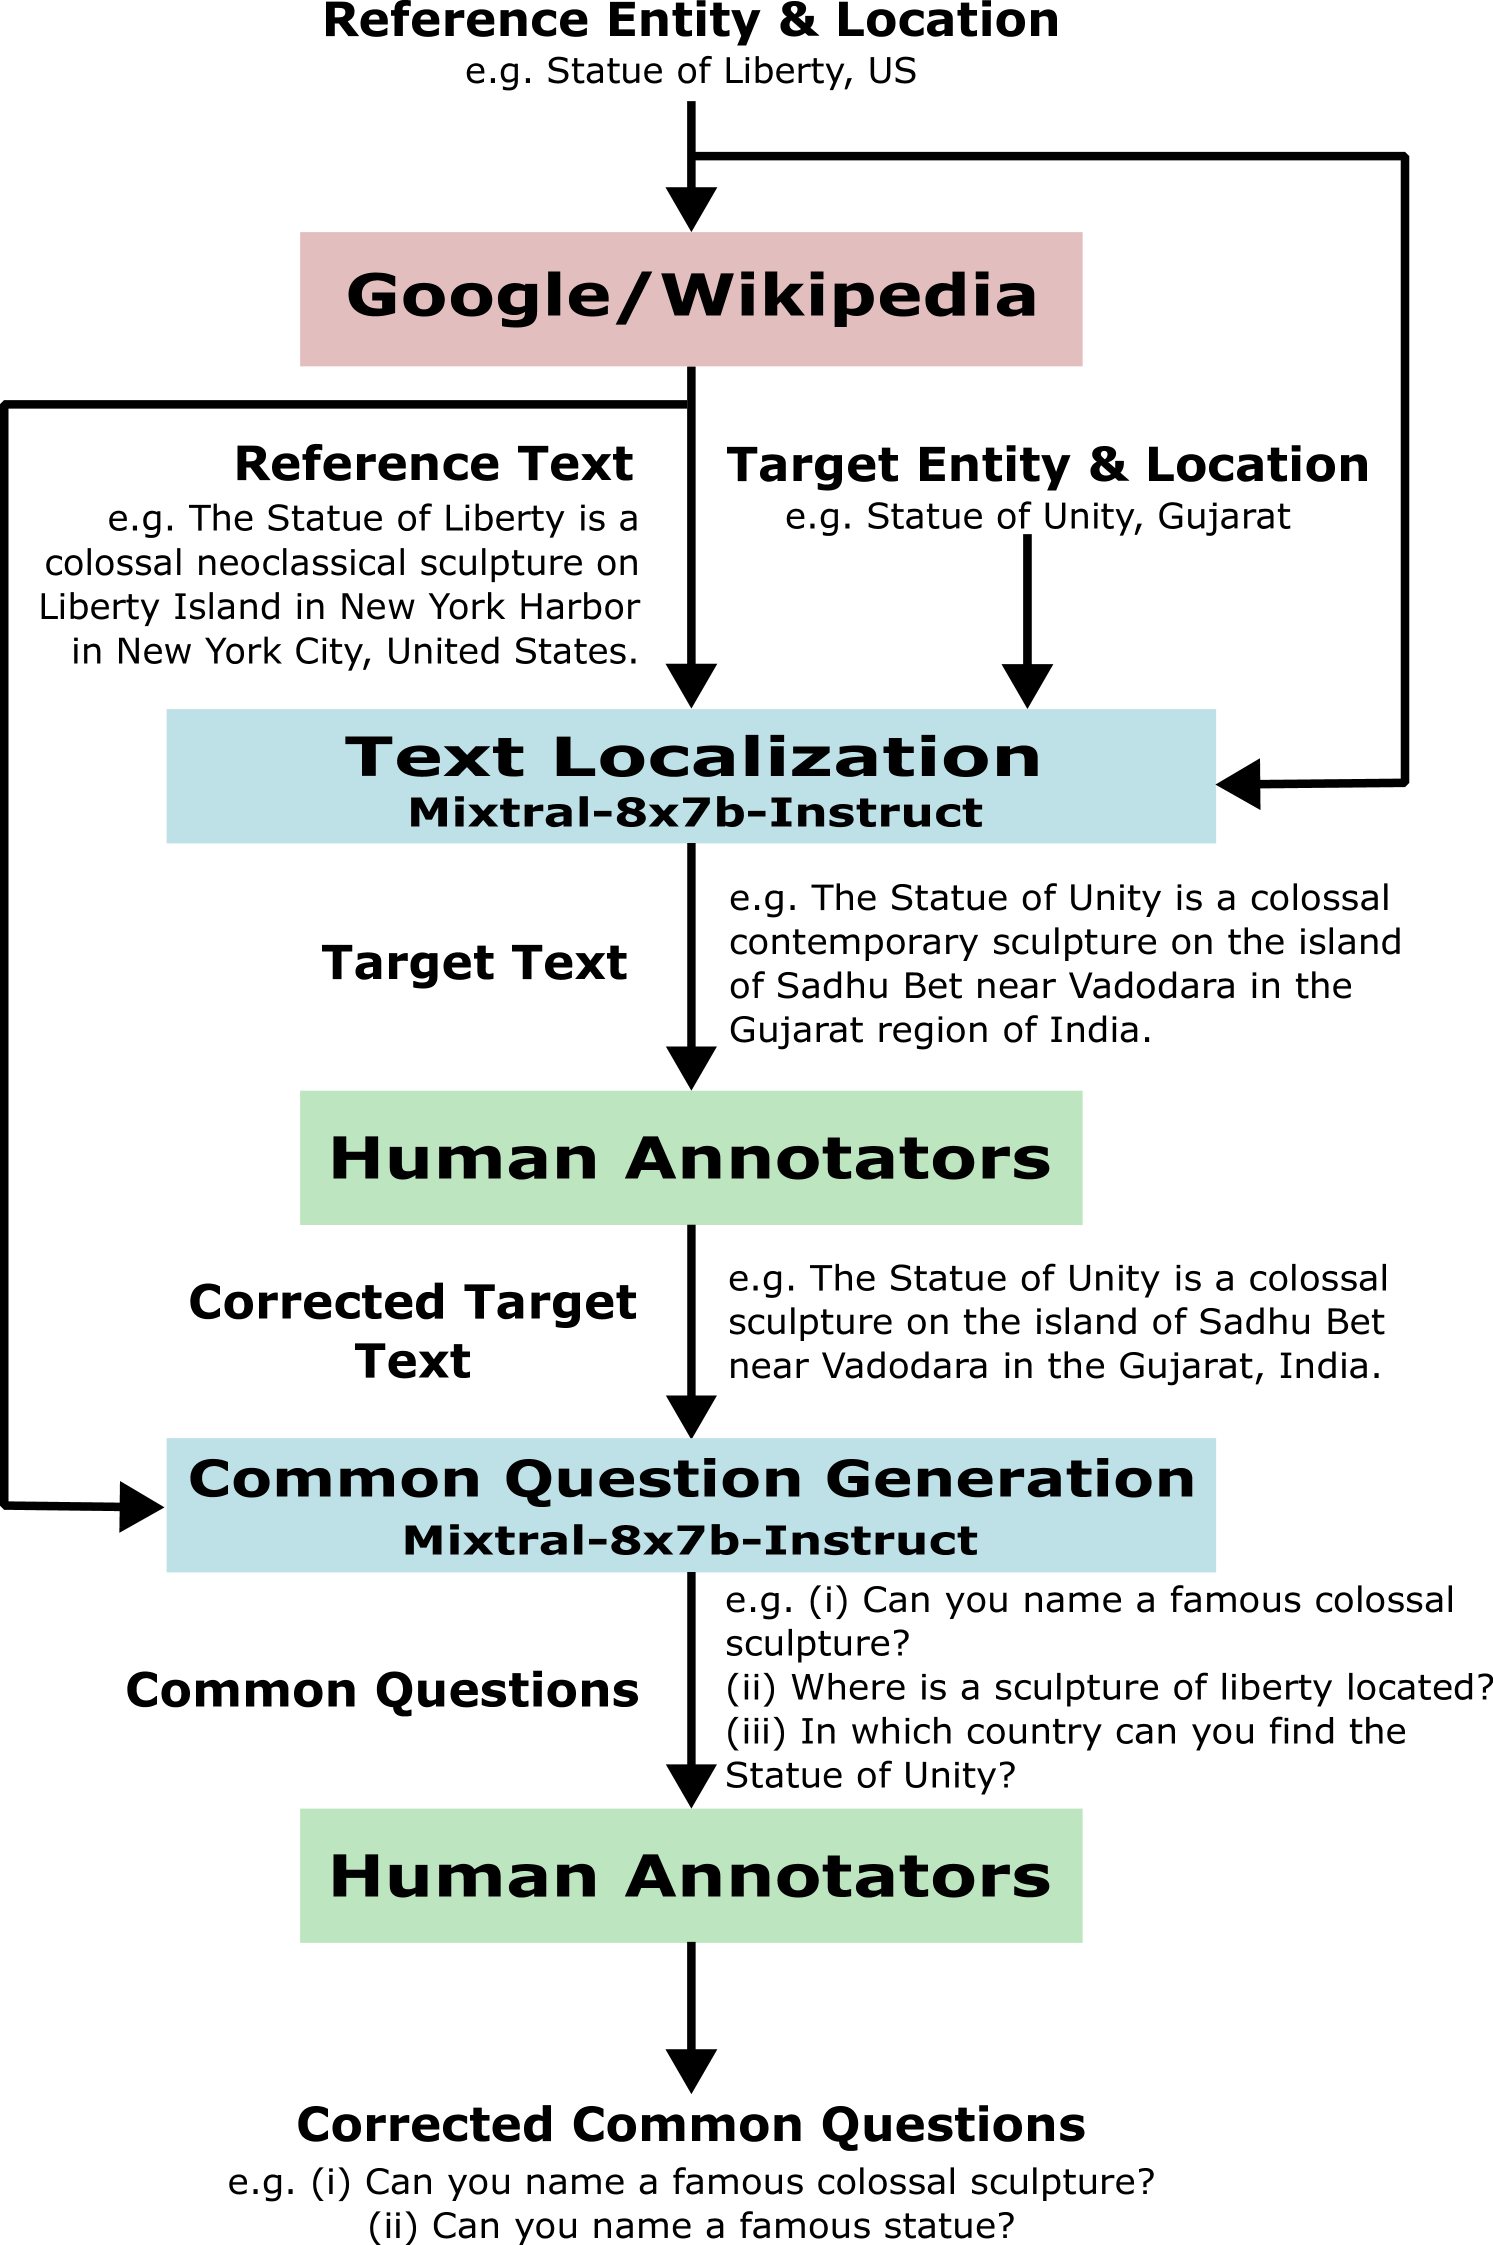 Reference Entity & Location
e.g. Statue of Liberty, US
Google/Wikipedia
Reference Text
e.g. The Statue of Liberty is a
colossal neoclassical sculpture on
Liberty Island in New York Harbor
in New York City, United States.
Target Entity & Location
e.g. Statue of Unity, Gujarat
Text Localization
Mixtral-8x7b-Instruct
Target Text
e.g. The Statue of Unity is a colossal
contemporary sculpture on the island
of Sadhu Bet near Vadodara in the
Gujarat region of India.
Human Annotators
Corrected Target
Text
e.g. The Statue of Unity is a colossal
sculpture on the island of Sadhu Bet
near Vadodara in the Gujarat, India.
Common Question Generation
Mixtral-8x7b-Instruct
Common Questions
e.g. (i) Can you name a famous colossal
sculpture?
(ii) Where is a sculpture of liberty located?
(iii) In which country can you find the
Statue of Unity?
Human Annotators
Corrected Common Questions
e.g. (i) Can you name a famous colossal sculpture?
(ii) Can you name a famous statue?